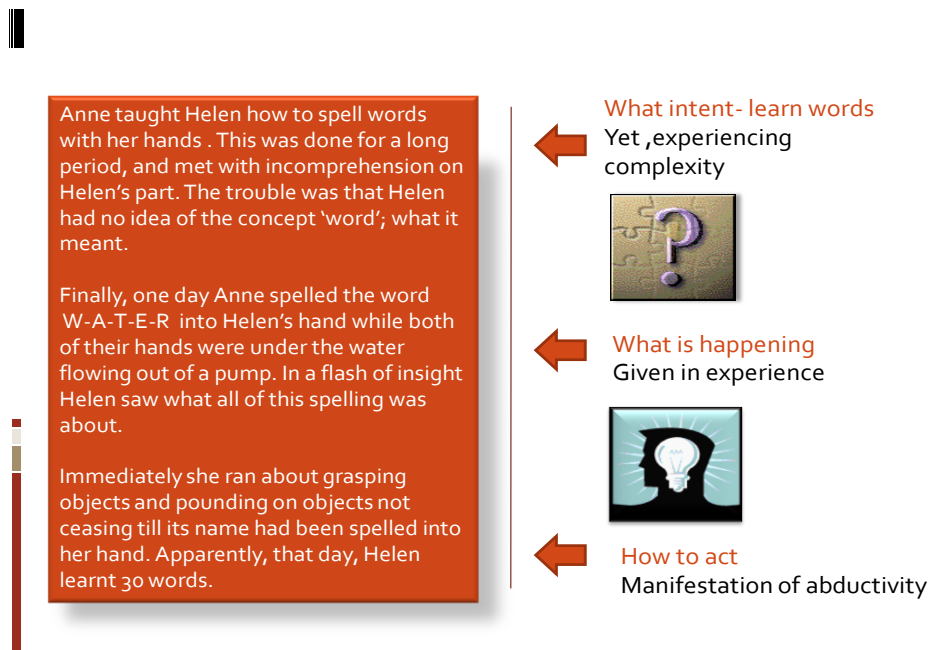 Anne taught Helen how to spell words
with her hands . This was done for a long
period, and met with incomprehension on
Helen's part. The trouble was that Helen
had no idea of the concept 'word'; what it
meant.
Finally, one day Anne spelled the word
W-A-T-E-R into Helen's hand while both
of their hands were under the water
flowing out of a pump. In a flash of insight
Helen saw what all of this spelling was
about.
Immediately she ran about grasping
objects and pounding on objects not
ceasing till its name had been spelled into
her hand. Apparently, that day, Helen
learnt 30 words.
What intent- learn words
Yet ,experiencing
complexity
?
What is happening
Given in experience
How to act
Manifestation of abductivity